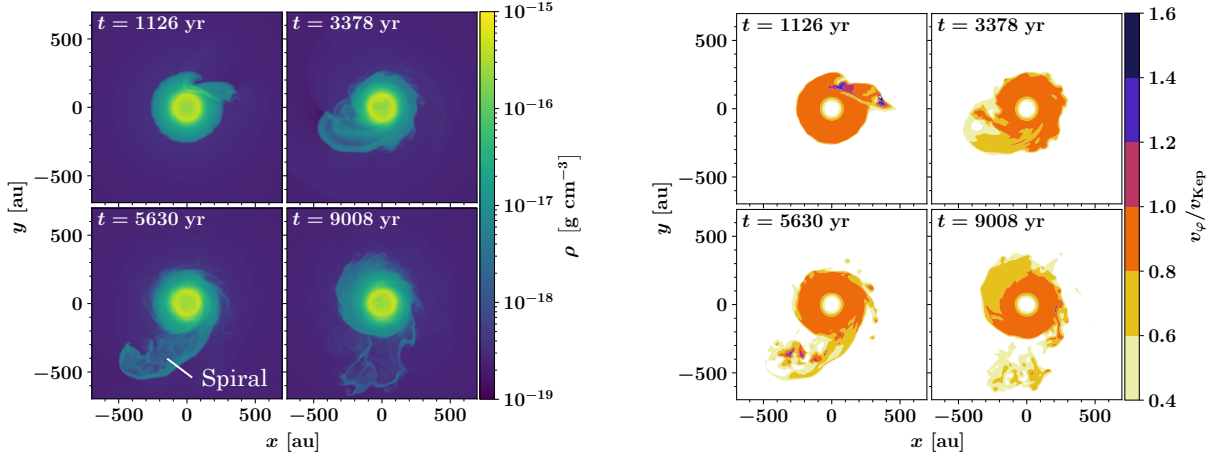 t = 1126 yr
t = 3378 yr
t = 5630 yr
t = 9008 yr
Spiral
500
0
−500
500
0
−500
y [au]
−500 0 500 −500 0 500
x [au]
10⁻¹⁵
10⁻¹⁶
10⁻¹⁷
10⁻¹⁸
10⁻¹⁹
ρ [g cm⁻³]
t = 1126 yr
t = 3378 yr
t = 5630 yr
t = 9008 yr
500
0
−500
500
0
−500
y [au]
−500 0 500 −500 0 500
x [au]
1.6
1.4
1.2
1.0
0.8
0.6
0.4
v_φ/v_Kep